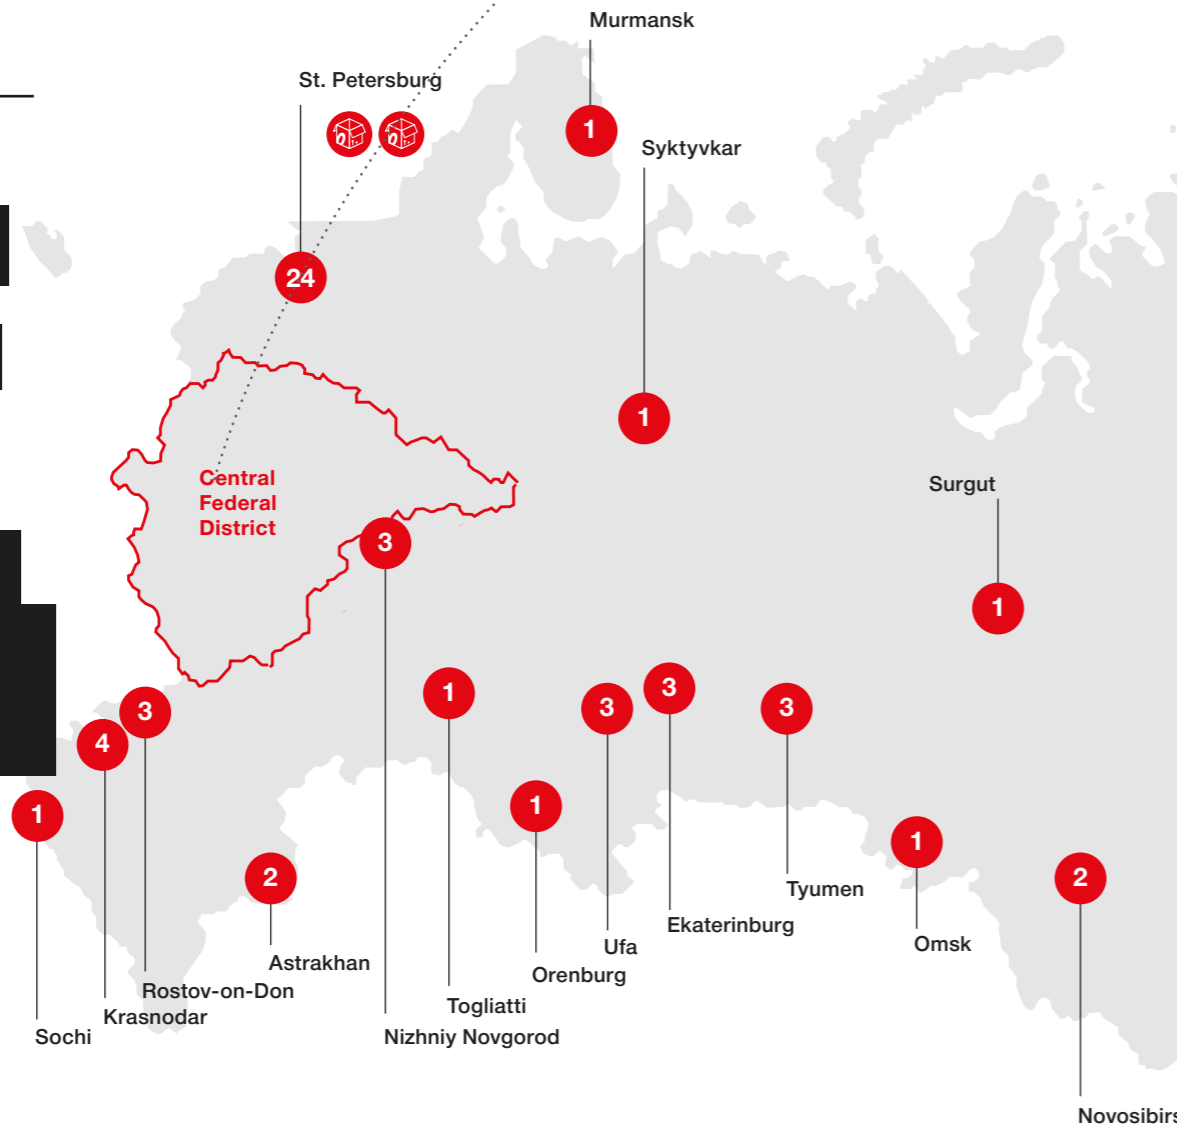 Murmansk
St. Petersburg
1
Syktyvkar
24
1
Central
Federal
District
Surgut
3
1
1
3
3
3
3
4
1
1
1
2
2
Tyumen
Ekaterinburg
Omsk
Ufa
Astrakhan
Orenburg
Rostov-on-Don
Togliatti
Krasnodar
Sochi
Nizhniy Novgorod
Novosibirs